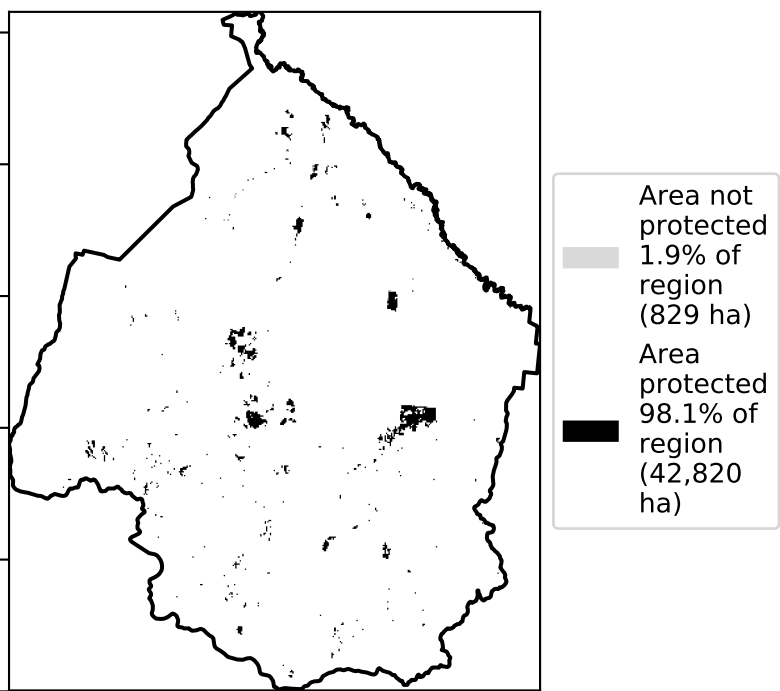 Area not
protected
1.9% of
region
(829 ha)
Area
protected
98.1% of
region
(42,820
ha)